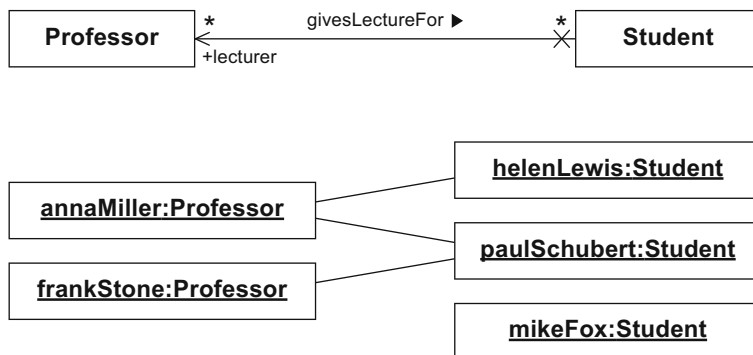 Professor
* givesLectureFor ▶ *
+lecturer
Student
annaMiller:Professor
frankStone:Professor
helenLewis:Student
paulSchubert:Student
mikeFox:Student